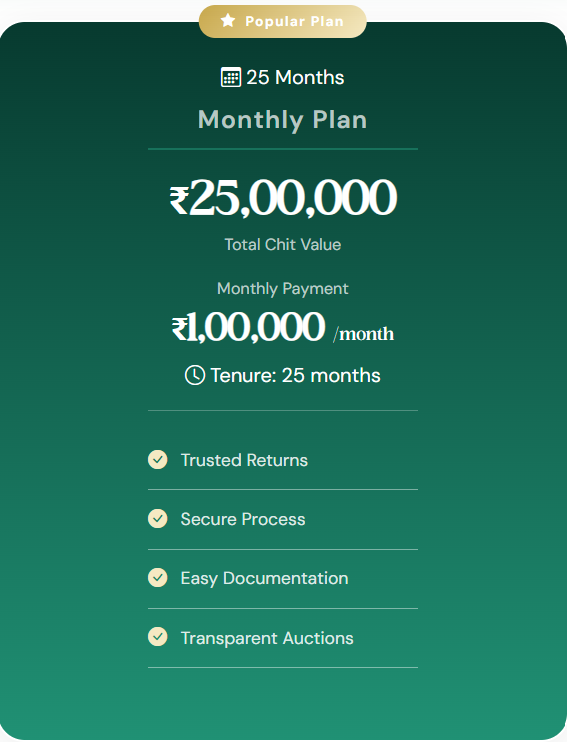 Popular Plan
25 Months
Monthly Plan
₹25,00,000
Total Chit Value
Monthly Payment
₹1,00,000 /month
Tenure: 25 months
Trusted Returns
Secure Process
Easy Documentation
Transparent Auctions